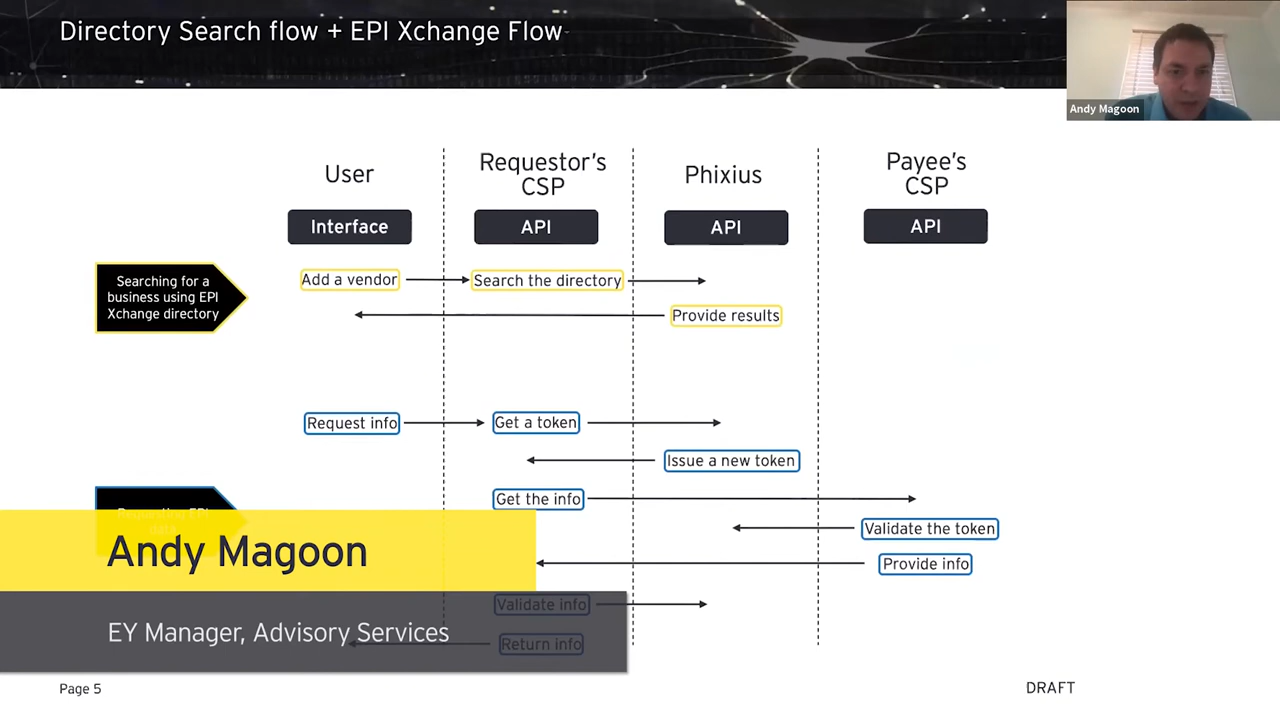 Directory Search flow + EPI Xchange Flow
Andy Magoon
User
Requestor's
CSP
Phixius
Payee's
CSP
Interface
API
API
API
Searching for a
business using EPI
Xchange directory
Add a vendor
Search the directory
Provide results
Request info
Get a token
Issue a new token
Get the info
Validate the token
Provide info
Andy Magoon
Validate info
EY Manager, Advisory Services
Return info
Page 5
DRAFT